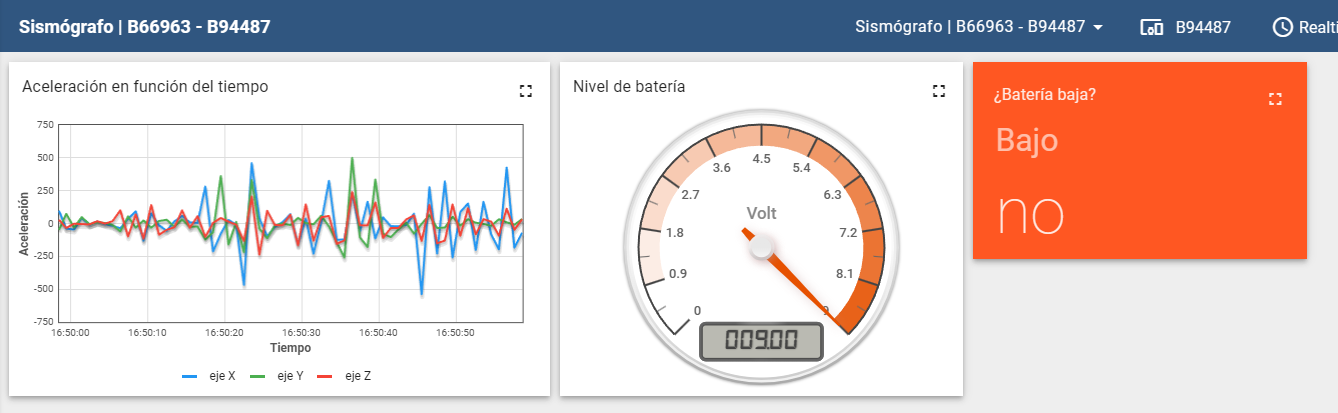 Sismógrafo | B66963 - B94487
Sismógrafo | B66963 - B94487
B94487
Realti
Aceleración en función del tiempo
750
500
250
0
-250
-500
-750
Aceleración
16:50:00 16:50:10 16:50:20 16:50:30 16:50:40 16:50:50
Tiempo
eje X eje Y eje Z
Nivel de batería
0
0.9
1.8
2.7
3.6
4.5
5.4
6.3
7.2
8.1
9
Volt
009.00
¿Batería baja?
Bajo
no